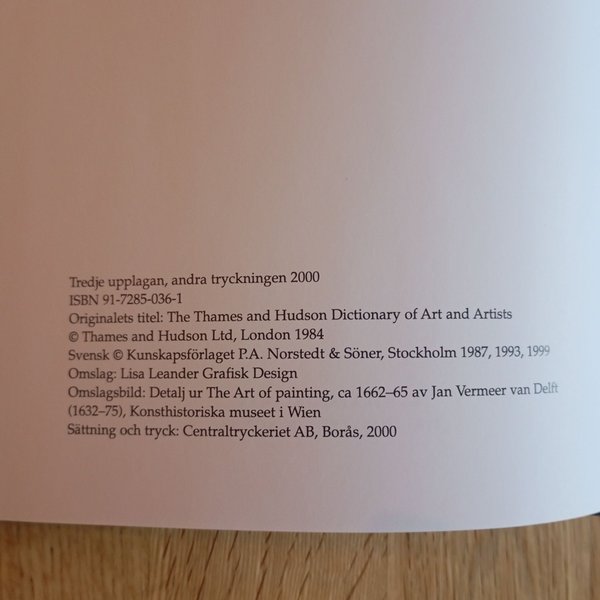 Tredje upplagan, andra tryckningen 2000
ISBN 91-7285-036-1
Originalets titel: The Thames and Hudson Dictionary of Art and Artists
© Thames and Hudson Ltd, London 1984
Svensk © Kunskapsförlaget P.A. Norstedt & Söner, Stockholm 1987, 1993, 1999
Omslag: Lisa Leander Grafisk Design
Omslagsbild: Detalj ur The Art of painting, ca 1662–65 av Jan Vermeer van Delft
(1632–75), Konsthistoriska museet i Wien
Sättning och tryck: Centraltryckeriet AB, Borås, 2000